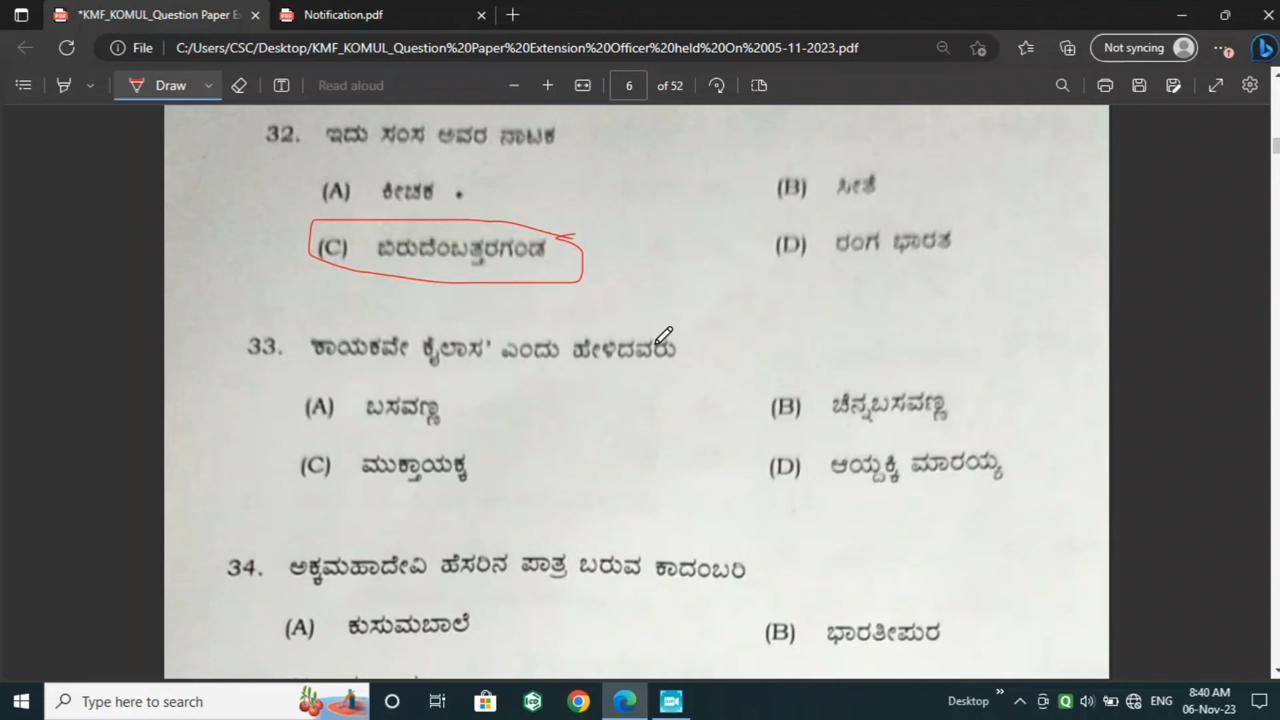 *KMF_KOMUL_Question Paper Ex
Notification.pdf
File C:/Users/CSC/Desktop/KMF_KOMUL_Question%20Paper%20Extension%20Officer%20held%20On%2005-11-2023.pdf
Not syncing
Draw
Read aloud
6 of 52
32. ಇದು ಸಂಸ ಅವರ ನಾಟಕ
(A) ಕೀಚಕ
(B) ಸೀತೆ
(C) ಬಿರುದೆಂಬತ್ತರಗಂಡ
(D) ರಂಗ ಭಾರತ
33. 'ಕಾಯಕವೇ ಕೈಲಾಸ' ಎಂದು ಹೇಳಿದವರು
(A) ಬಸವಣ್ಣ
(B) ಚೆನ್ನಬಸವಣ್ಣ
(C) ಮುಕ್ತಾಯಕ್ಕ
(D) ಆಯ್ದಕ್ಕಿ ಮಾರಯ್ಯ
34. ಅಕ್ಕಮಹಾದೇವಿ ಹೆಸರಿನ ಪಾತ್ರ ಬರುವ ಕಾದಂಬರಿ
(A) ಕುಸುಮಬಾಲೆ
(B) ಭಾರತೀಪುರ
Type here to search
Desktop
ENG
8:40 AM
06-Nov-23